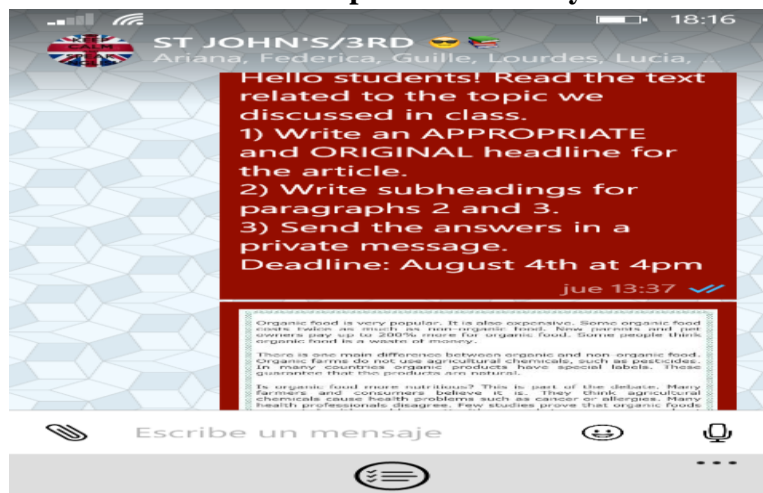 18:16
KEEP
CALM
SPEAK
ST JOHN'S/3RD 😎📚
Ariana, Federica, Guille, Lourdes, Lucia, ..
Hello students! Read the text
related to the topic we
discussed in class.
1) Write an APPROPRIATE
and ORIGINAL headline for
the article.
2) Write subheadings for
paragraphs 2 and 3.
3) Send the answers in a
private message.
Deadline: August 4th at 4pm
jue 13:37
Organic food is very popular. It is also expensive. Some organic food
costs twice as much as non-organic food. New parents and pet
owners pay up to 200% more for organic food. Some people think
organic food is a waste of money.
There is one main difference between organic and non-organic food.
Organic farms do not use agricultural chemicals, such as pesticides.
In many countries organic products have special labels. These
guarantee that the products are natural.
Is organic food more nutritious? This is part of the debate. Many
farmers and consumers believe it is. They think agricultural
chemicals cause health problems such as cancer or allergies. Many
health professionals disagree. Few studies prove that organic foods
Escribe un mensaje